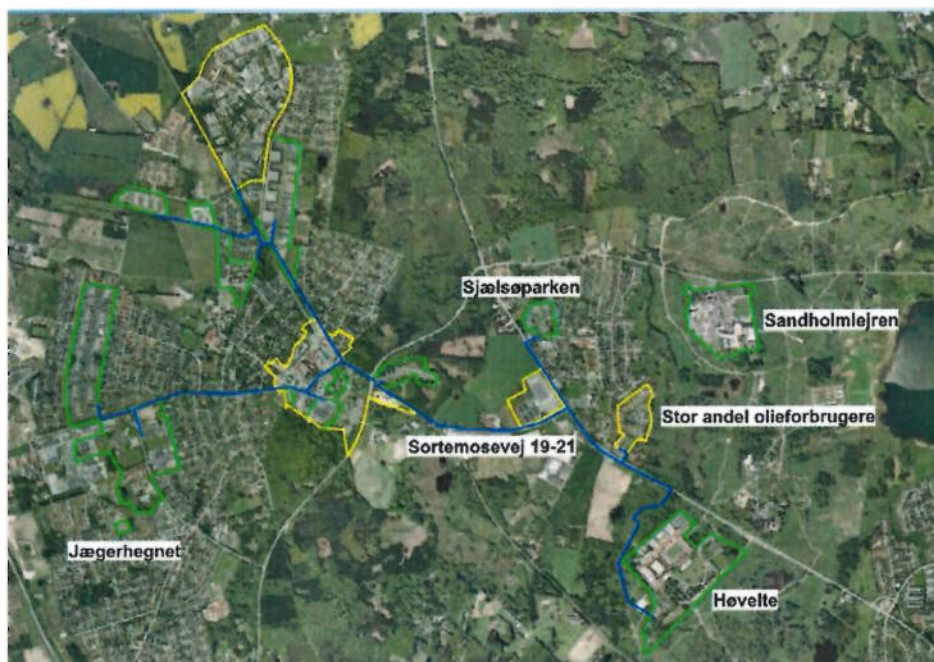 Sjælsøparken
Sandholmlejren
Stor andel olieforbrugere
Sortemosevej 19-21
Jægerhegnet
Høvelte